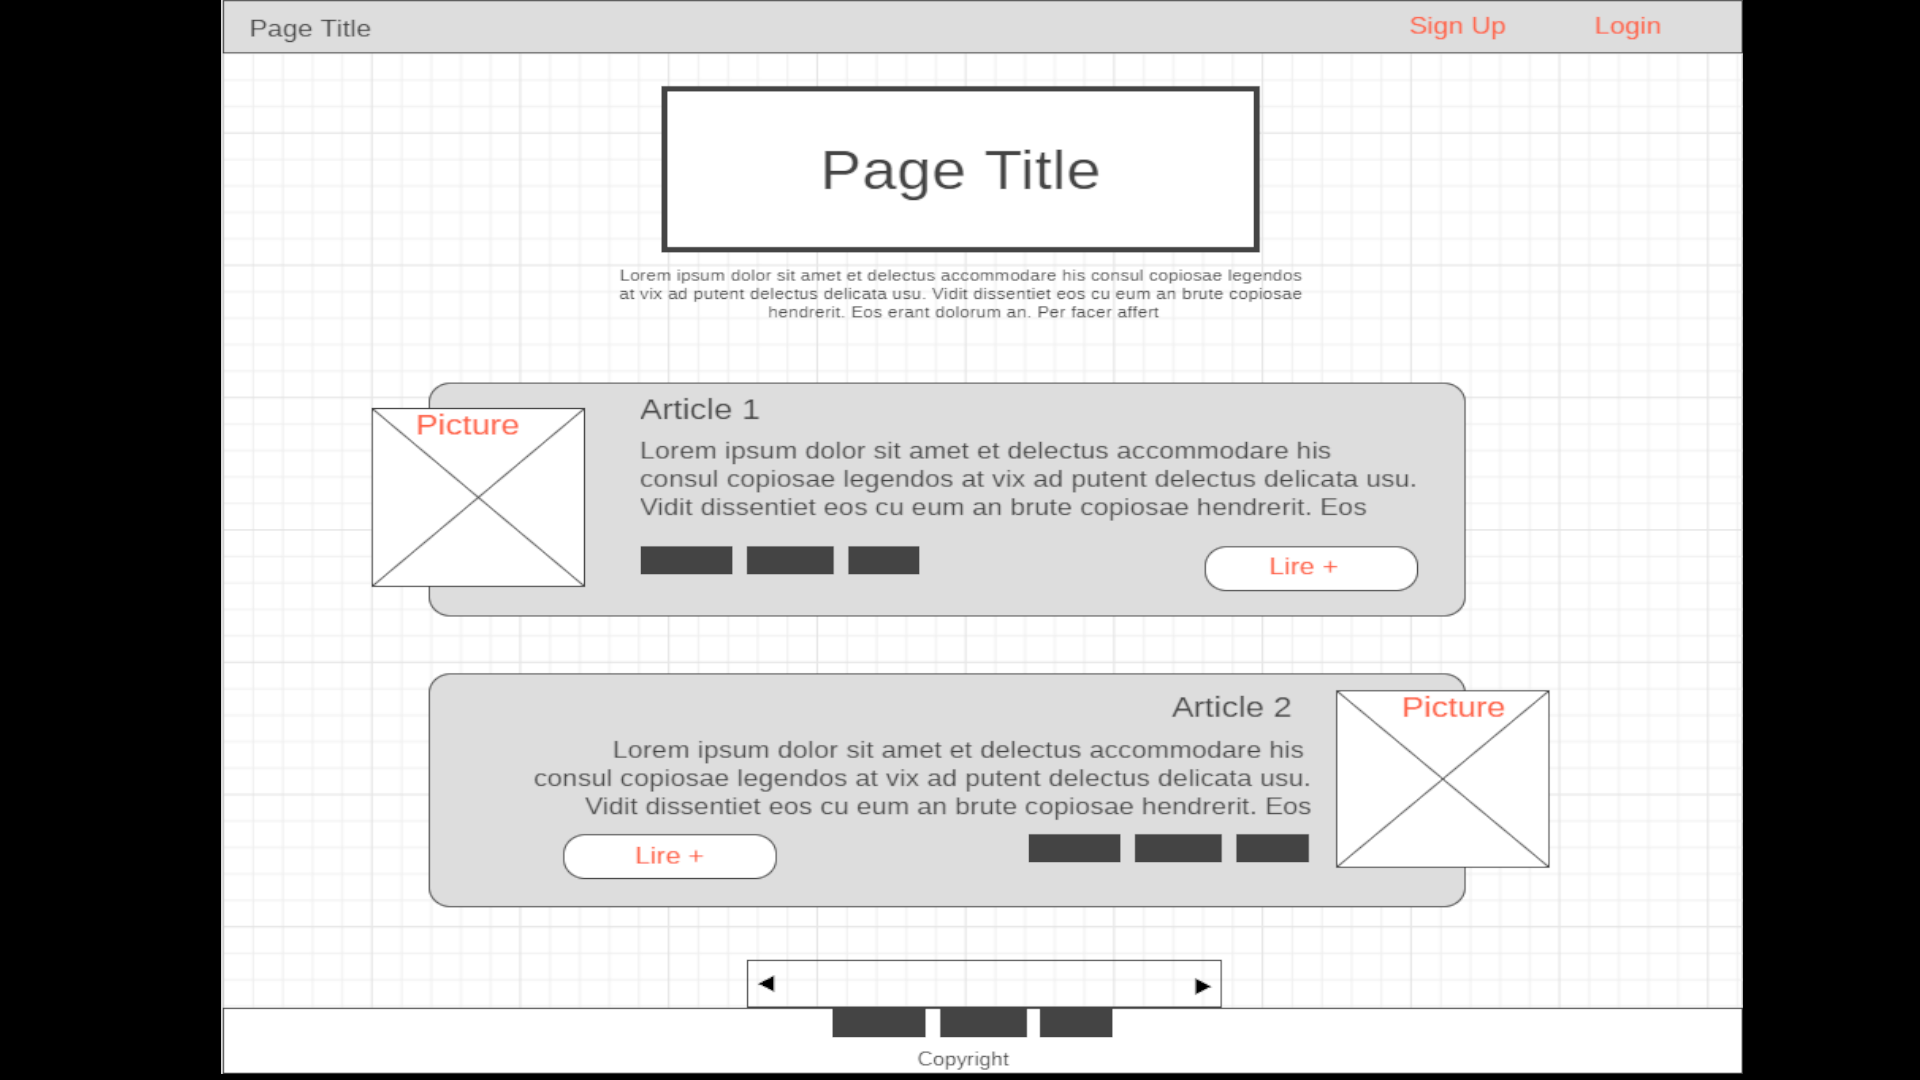 Page Title
Sign Up
Login
Page Title
Lorem ipsum dolor sit amet et delectus accommodare his consul copiosae legendos
at vix ad putent delectus delicata usu. Vidit dissentiet eos cu eum an brute copiosae
hendrerit. Eos erant dolorum an. Per facer affert
Picture
Article 1
Lorem ipsum dolor sit amet et delectus accommodare his
consul copiosae legendos at vix ad putent delectus delicata usu.
Vidit dissentiet eos cu eum an brute copiosae hendrerit. Eos
Lire +
Article 2
Picture
Lorem ipsum dolor sit amet et delectus accommodare his
consul copiosae legendos at vix ad putent delectus delicata usu.
Vidit dissentiet eos cu eum an brute copiosae hendrerit. Eos
Lire +
Copyright